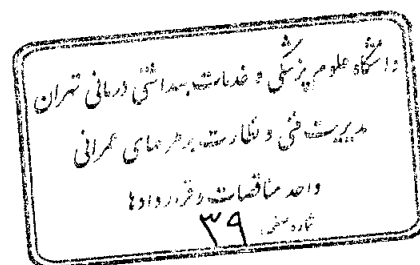 دانشگاه علوم پزشکی و خدمات بهداشتی درمانی تهران
مدیریت فنی و نظارت بر طرحهای عمرانی
واحد مناقصات و قراردادها
شماره صفحه: ۳۹